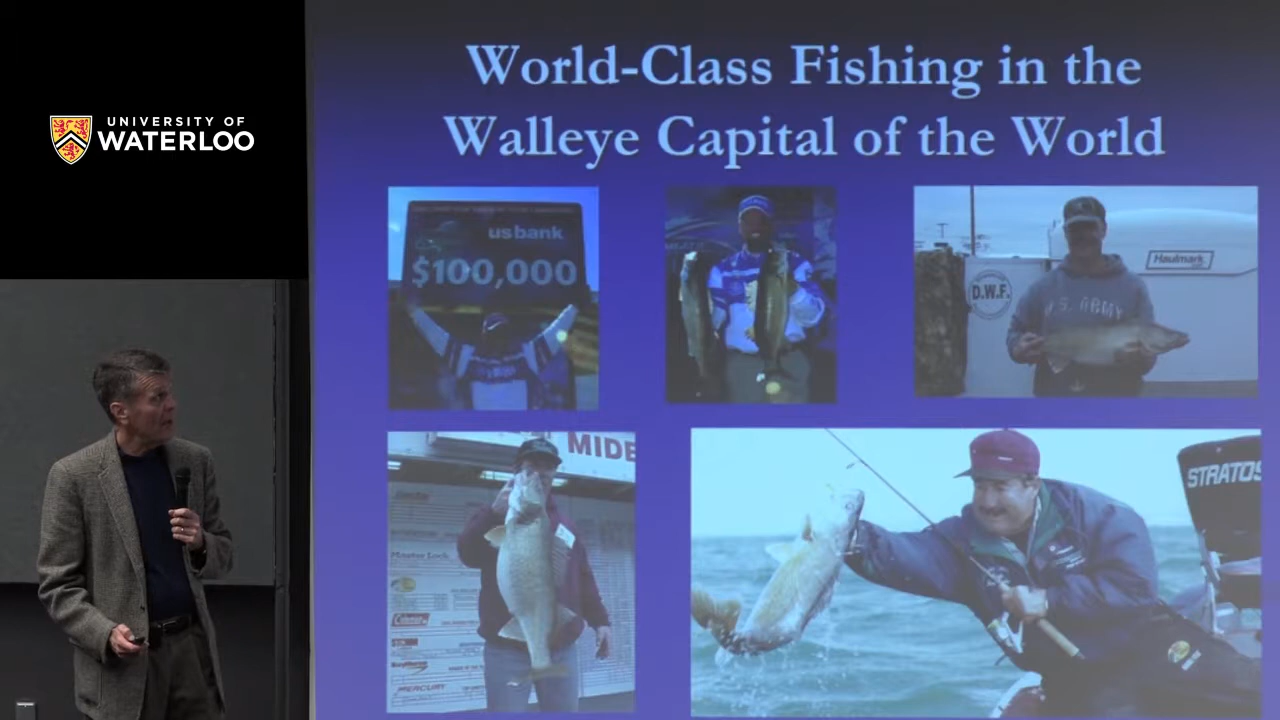 UNIVERSITY OF
WATERLOO
World-Class Fishing in the
Walleye Capital of the World
usbank
$100,000
Haulmark
D.W.F.
U.S. ARMY
MIDE
Master Lock
MERCURY
STRATOS